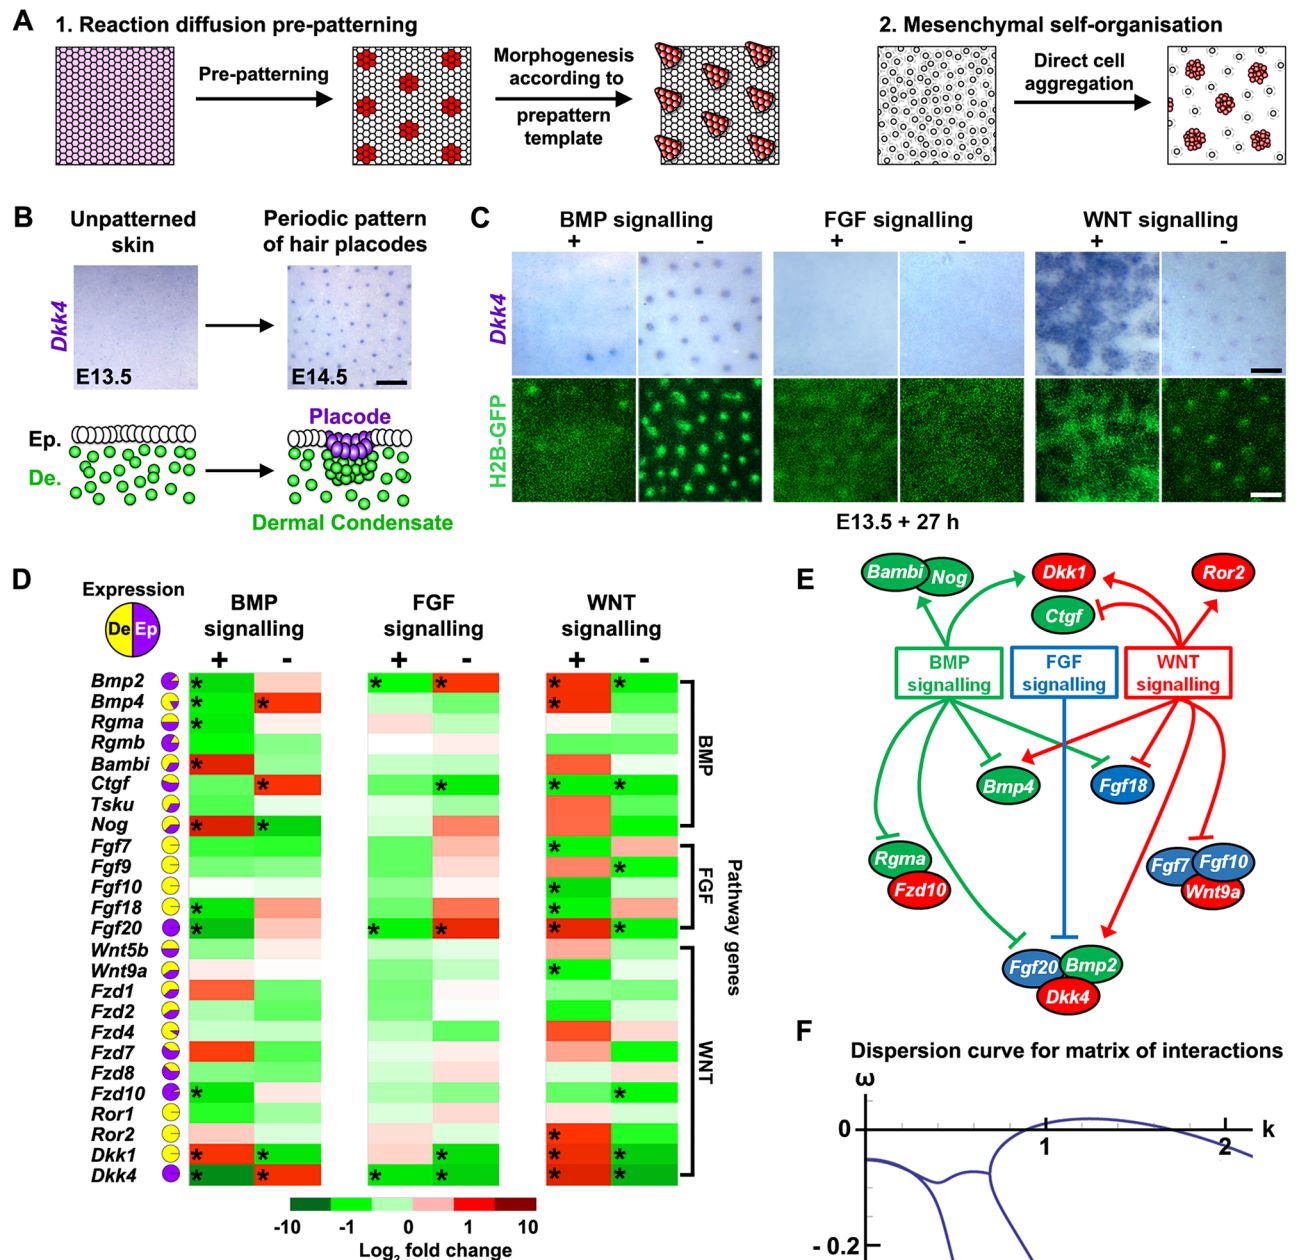 A
1. Reaction diffusion pre-patterning
Pre-patterning
Morphogenesis
according to
prepattern
template
2. Mesenchymal self-organisation
Direct cell
aggregation
B
Unpatterned
skin
Periodic pattern
of hair placodes
Dkk4
E13.5
E14.5
Placode
Ep.
De.
Dermal Condensate
C
BMP signalling
FGF signalling
WNT signalling
+ - + - + -
Dkk4
H2B-GFP
E13.5 + 27 h
D
Expression
De Ep
BMP
signalling
FGF
signalling
WNT
signalling
+ - + - + -
Bmp2 * * * * *
Bmp4 * * *
Rgma *
Rgmb
Bambi *
Ctgf * * * *
Tsku
Nog * *
Fgf7 *
Fgf9 *
Fgf10 *
Fgf18 * *
Fgf20 * * * * *
Wnt5b
Wnt9a *
Fzd1
Fzd2
Fzd4
Fzd7
Fzd8
Fzd10 * *
Ror1
Ror2 *
Dkk1 * * * * *
Dkk4 * * * * * *
BMP
FGF
WNT
Pathway genes
-10 -1 0 1 10
Log2 fold change
E
Bambi
Nog
Dkk1
Ctgf
Ror2
BMP
signalling
FGF
signalling
WNT
signalling
Bmp4
Fgf18
Rgma
Fzd10
Fgf7
Fgf10
Wnt9a
Fgf20
Bmp2
Dkk4
F
Dispersion curve for matrix of interactions
ω
0
1
2
k
- 0.2